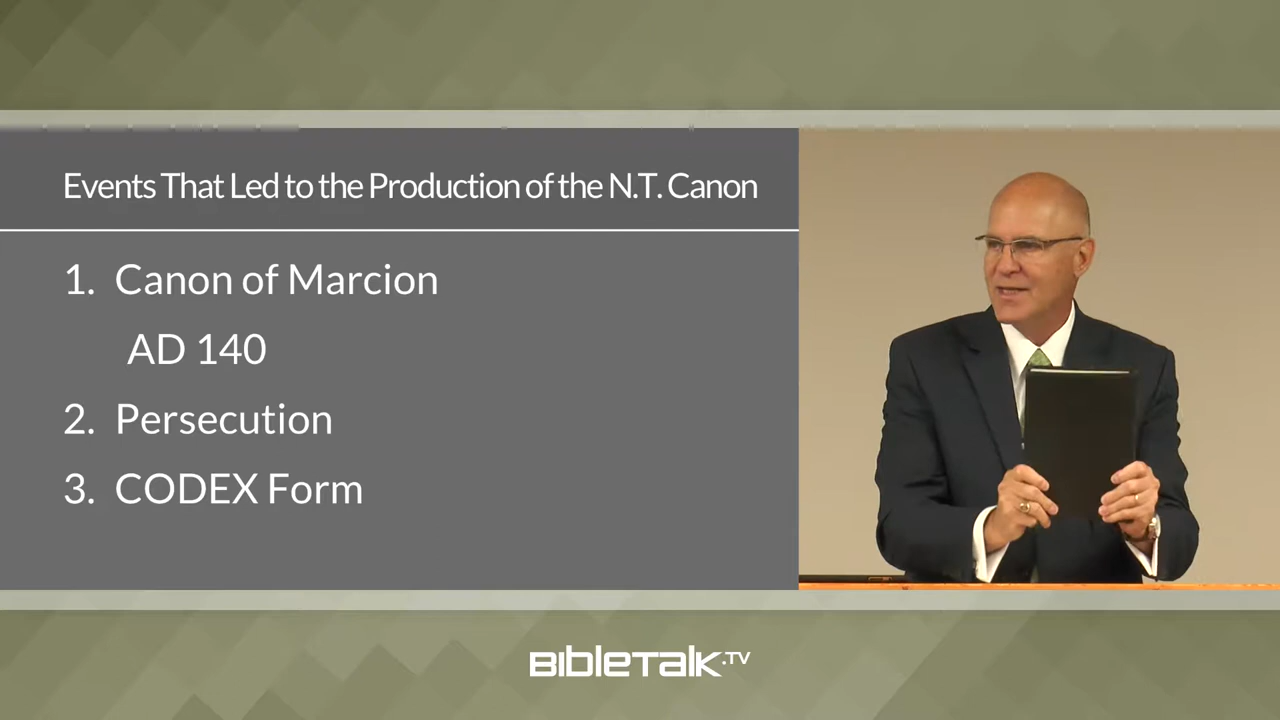 Events That Led to the Production of the N.T. Canon
1. Canon of Marcion
AD 140
2. Persecution
3. CODEX Form
BIBLETALK.TV